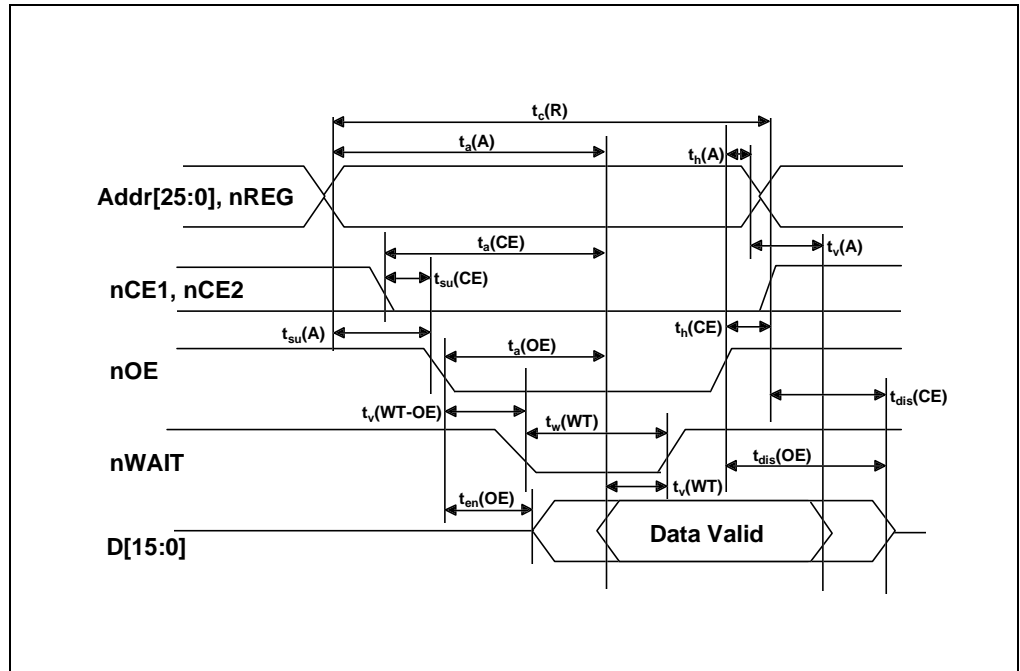 tc(R)
ta(A)
th(A)
Addr[25:0], nREG
ta(CE)
tv(A)
tsu(CE)
nCE1, nCE2
tsu(A)
th(CE)
ta(OE)
nOE
tdis(CE)
tv(WT-OE)
tw(WT)
nWAIT
tdis(OE)
ten(OE)
tv(WT)
D[15:0]
Data Valid